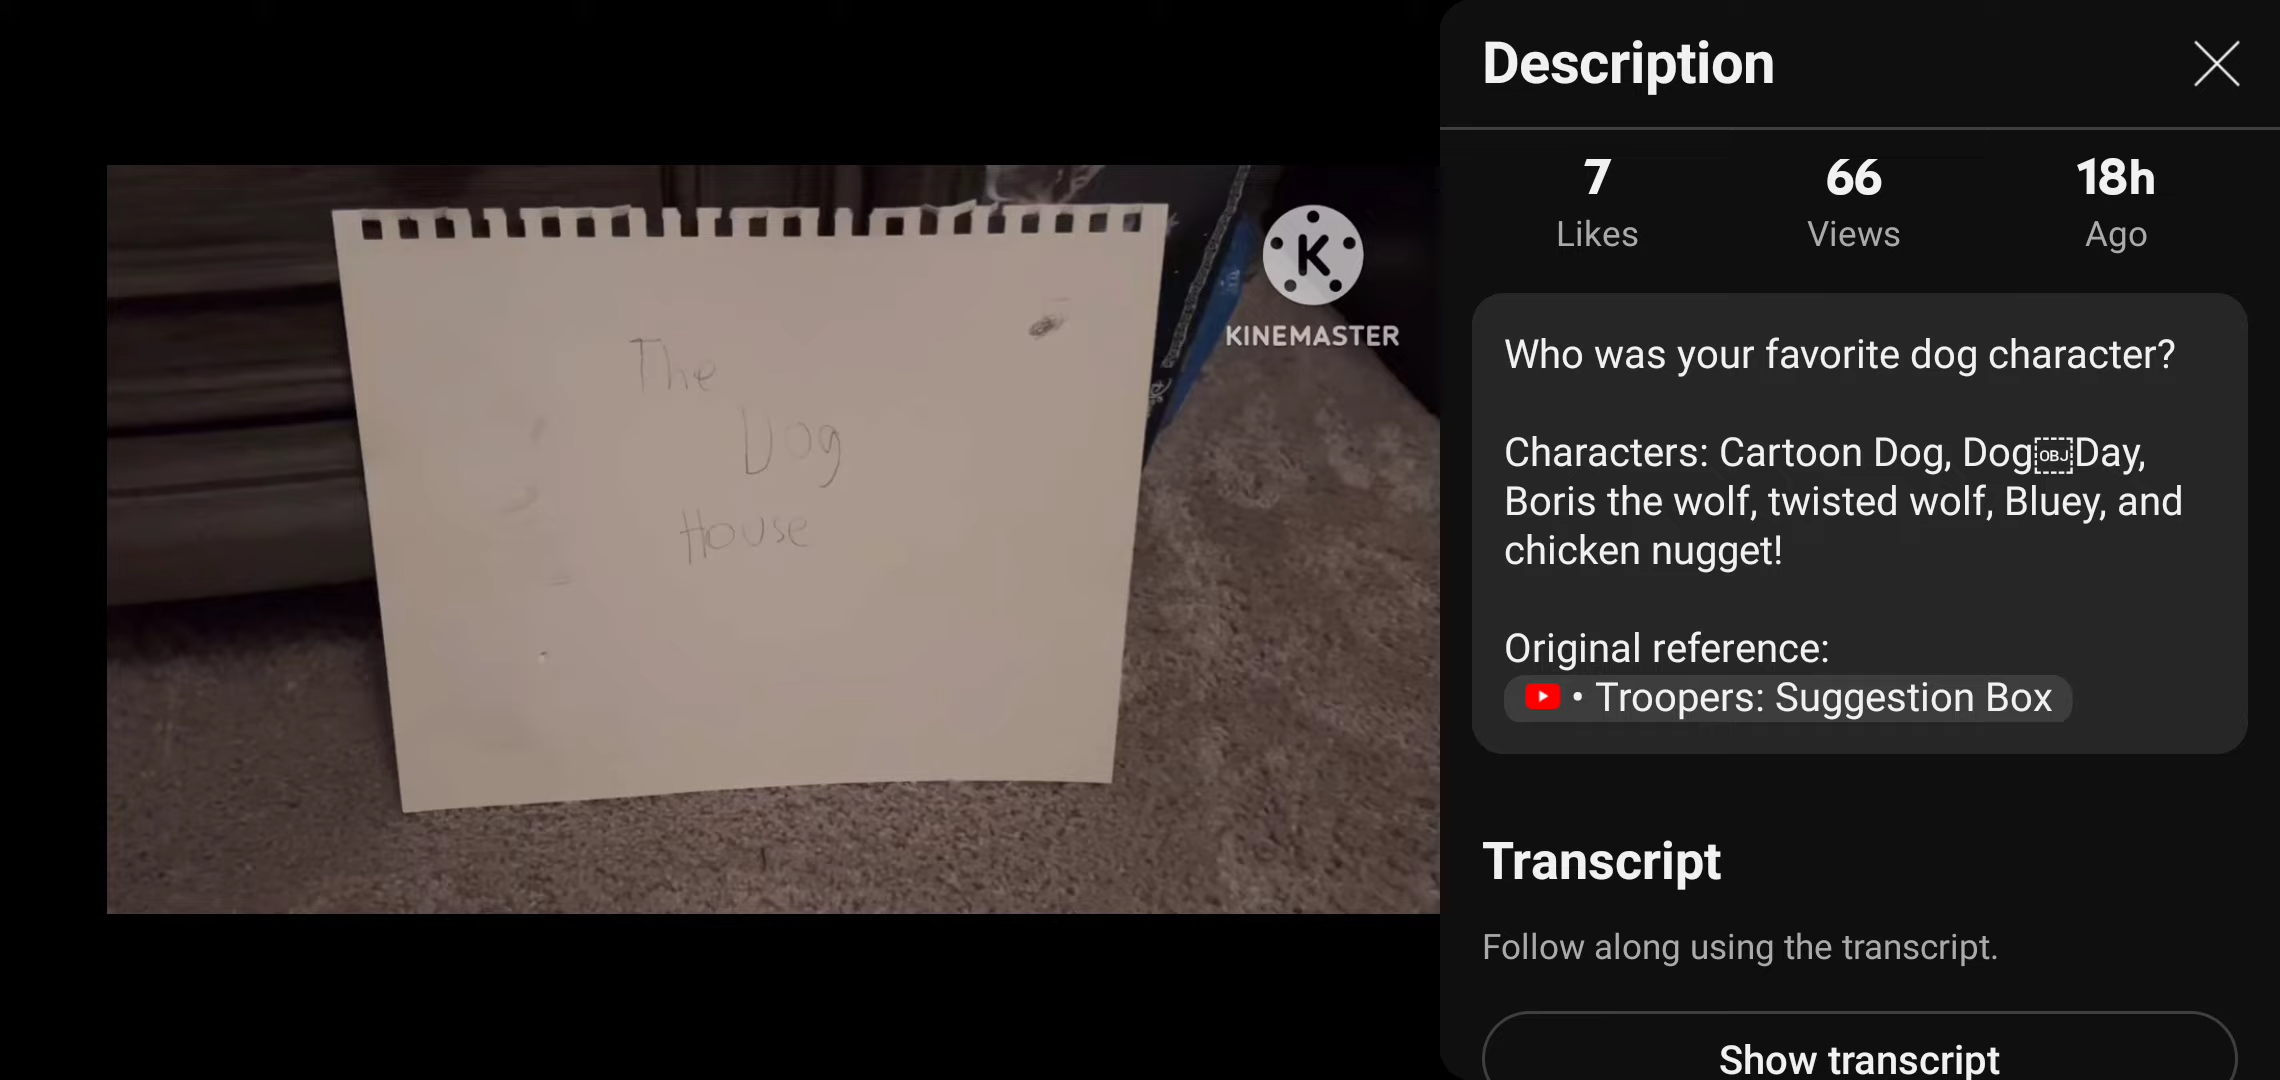 Description
7
66
18h
Likes
Views
Ago
The
Dog
House
K
KINEMASTER
Who was your favorite dog character?
Characters: Cartoon Dog, Dog￼Day,
Boris the wolf, twisted wolf, Bluey, and
chicken nugget!
Original reference:
• Troopers: Suggestion Box
Transcript
Follow along using the transcript.
Show transcript